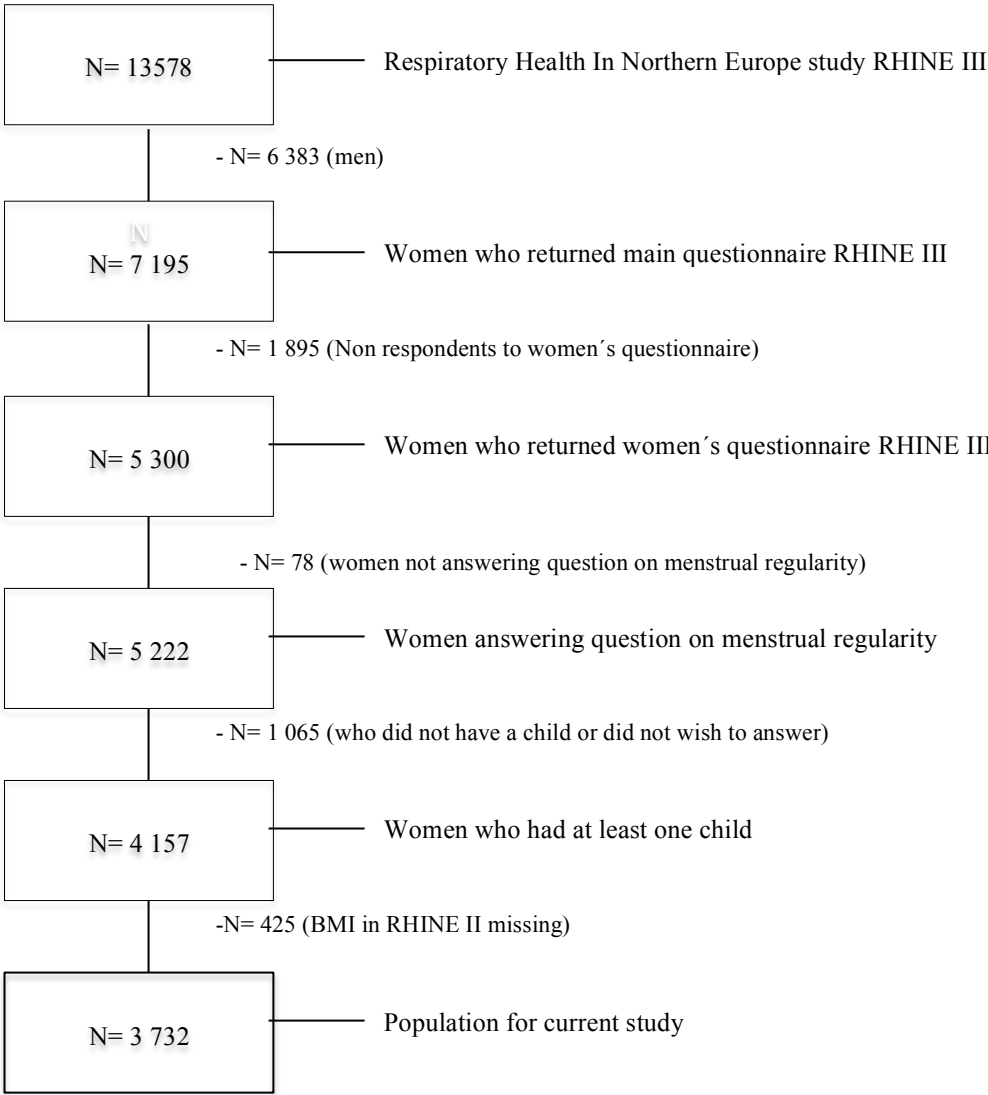 N= 13578
Respiratory Health In Northern Europe study RHINE III
- N= 6 383 (men)
N
N= 7 195
Women who returned main questionnaire RHINE III
- N= 1 895 (Non respondents to women´s questionnaire)
N= 5 300
Women who returned women´s questionnaire RHINE III
- N= 78 (women not answering question on menstrual regularity)
N= 5 222
Women answering question on menstrual regularity
- N= 1 065 (who did not have a child or did not wish to answer)
N= 4 157
Women who had at least one child
-N= 425 (BMI in RHINE II missing)
N= 3 732
Population for current study